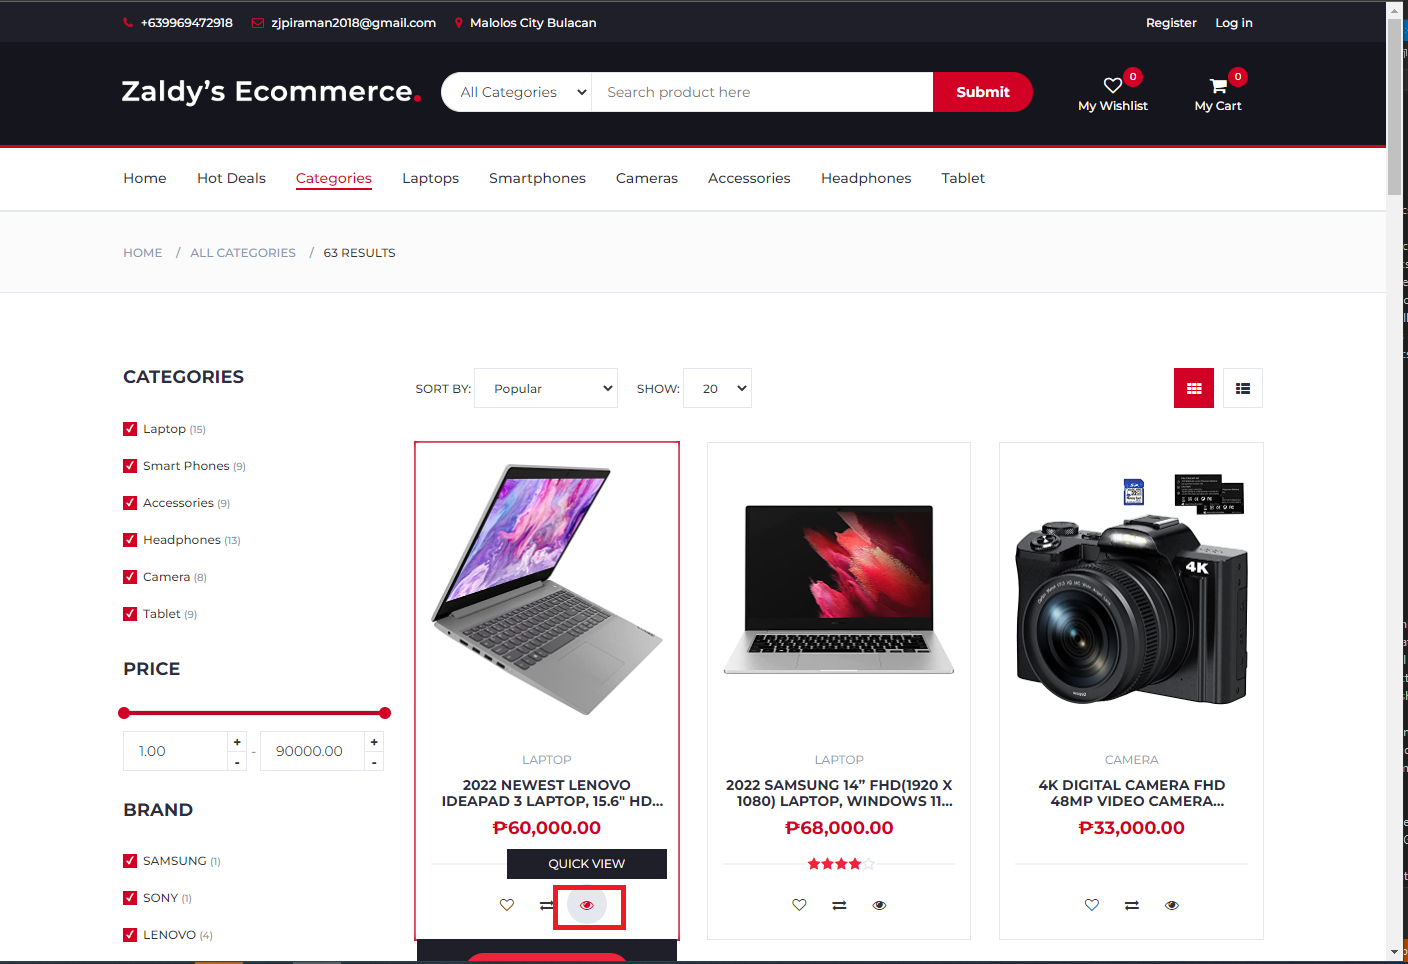 +639969472918 zjpiraman2018@gmail.com Malolos City Bulacan Register Log in
Zaldy's Ecommerce. All Categories Search product here Submit 0 My Wishlist 0 My Cart
Home Hot Deals Categories Laptops Smartphones Cameras Accessories Headphones Tablet
HOME / ALL CATEGORIES / 63 RESULTS
CATEGORIES
Laptop (15)
Smart Phones (9)
Accessories (9)
Headphones (13)
Camera (8)
Tablet (9)
PRICE
1.00 + - - 90000.00 + -
BRAND
SAMSUNG (1)
SONY (1)
LENOVO (4)
SORT BY: Popular SHOW: 20
LAPTOP
2022 NEWEST LENOVO
IDEAPAD 3 LAPTOP, 15.6" HD...
₱60,000.00
QUICK VIEW
LAPTOP
2022 SAMSUNG 14” FHD(1920 X
1080) LAPTOP, WINDOWS 11...
₱68,000.00
4K
CAMERA
4K DIGITAL CAMERA FHD
48MP VIDEO CAMERA...
₱33,000.00